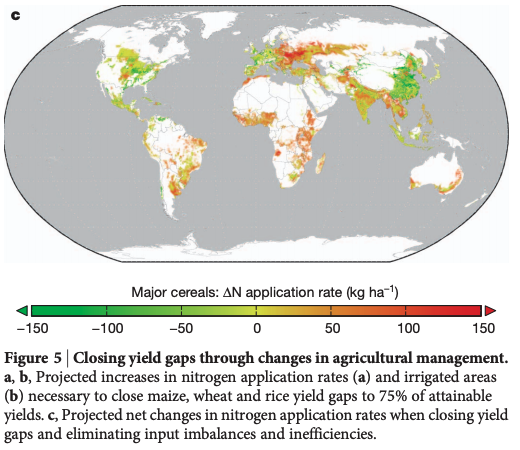 c
Major cereals: ΔN application rate (kg ha⁻¹)
−150 −100 −50 0 50 100 150
Figure 5 | Closing yield gaps through changes in agricultural management.
a, b, Projected increases in nitrogen application rates (a) and irrigated areas
(b) necessary to close maize, wheat and rice yield gaps to 75% of attainable
yields. c, Projected net changes in nitrogen application rates when closing yield
gaps and eliminating input imbalances and inefficiencies.